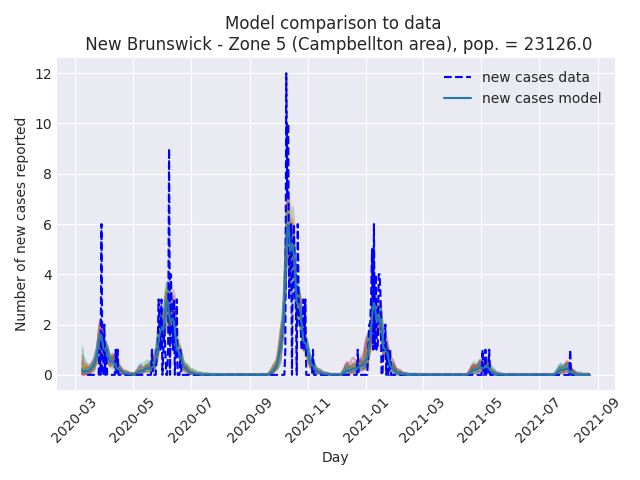 Model comparison to data
New Brunswick - Zone 5 (Campbellton area), pop. = 23126.0
new cases data
new cases model
Number of new cases reported
12
10
8
6
4
2
0
2020-03
2020-05
2020-07
2020-09
2020-11
2021-01
2021-03
2021-05
2021-07
2021-09
Day